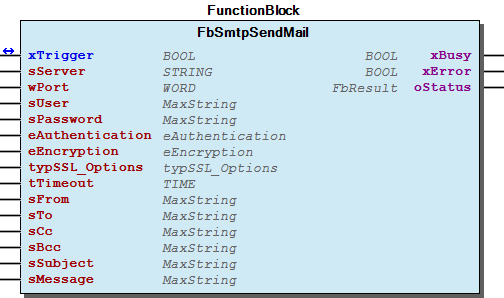 FunctionBlock
FbSmtpSendMail
xTrigger BOOL BOOL xBusy
sServer STRING BOOL xError
wPort WORD FbResult oStatus
sUser MaxString
sPassword MaxString
eAuthentication eAuthentication
eEncryption eEncryption
typSSL_Options typSSL_Options
tTimeout TIME
sFrom MaxString
sTo MaxString
sCc MaxString
sBcc MaxString
sSubject MaxString
sMessage MaxString